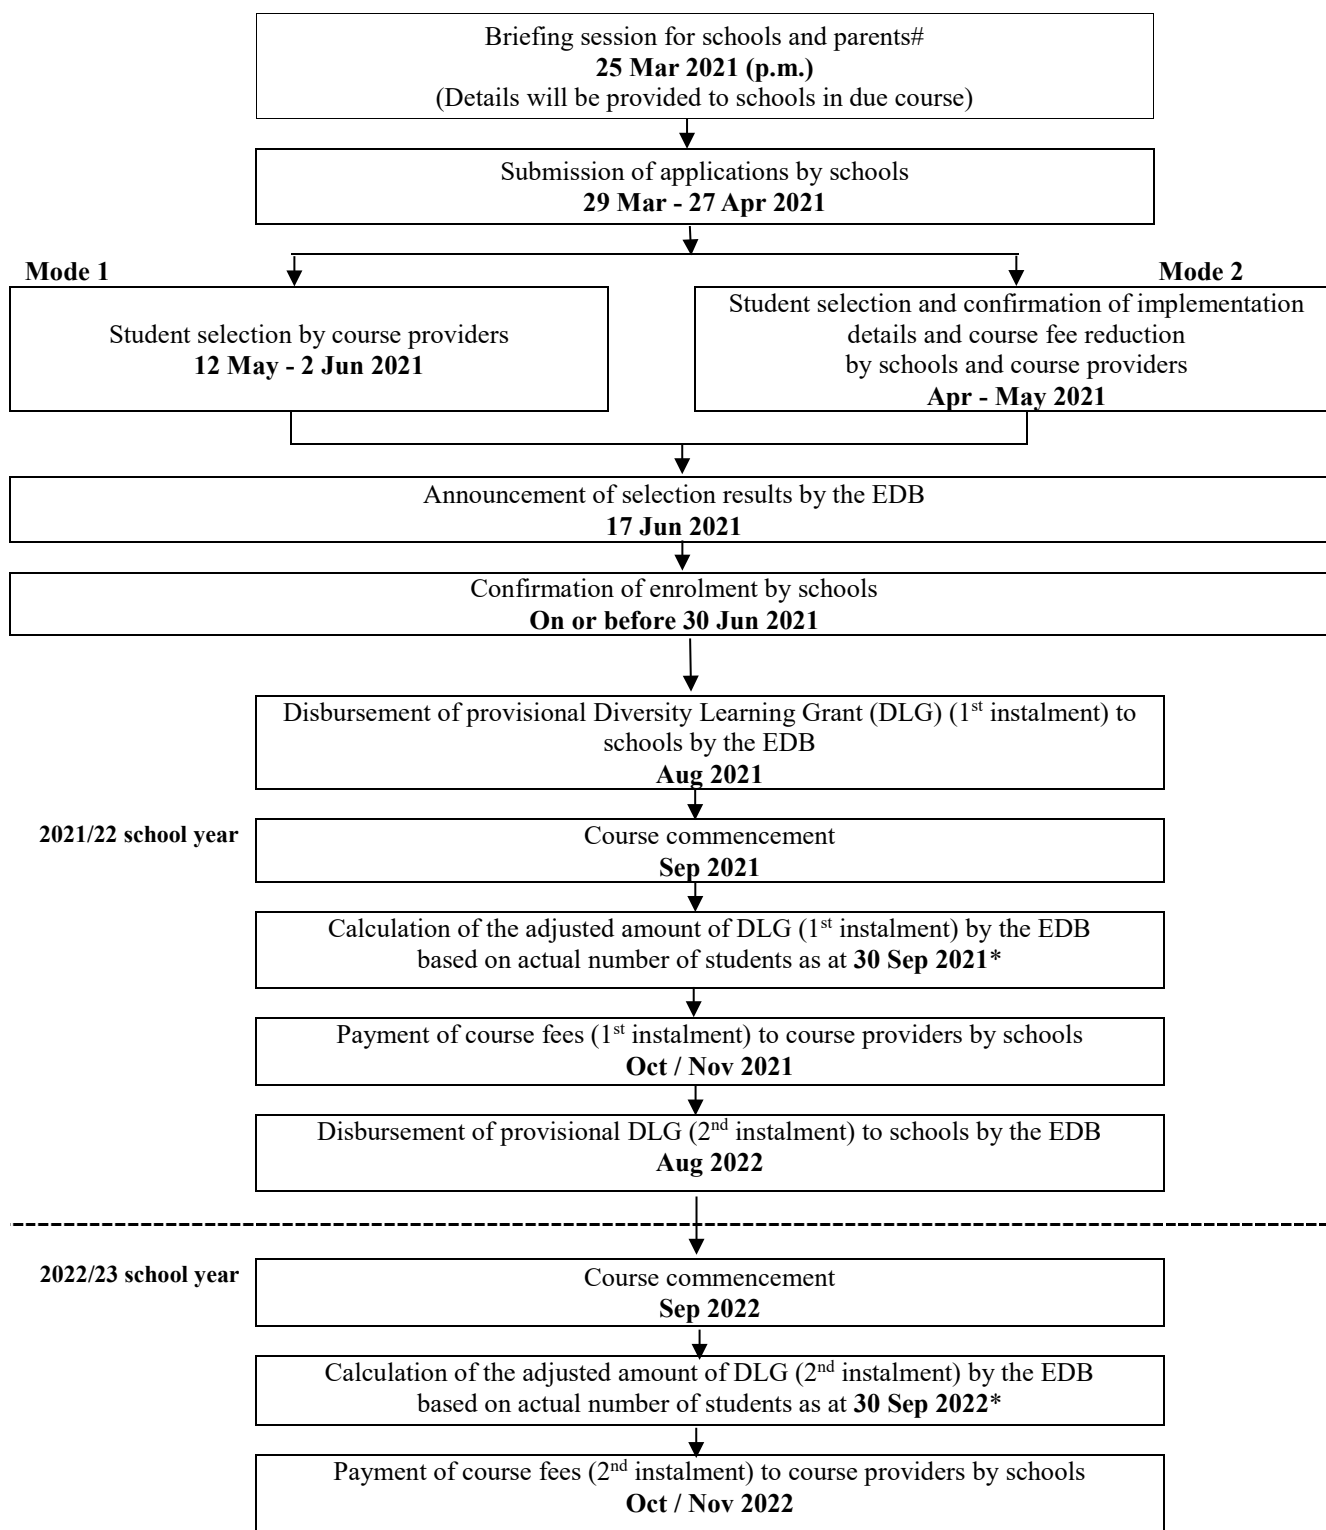 Briefing session for schools and parents#
25 Mar 2021 (p.m.)
(Details will be provided to schools in due course)
Submission of applications by schools
29 Mar - 27 Apr 2021
Mode 1
Student selection by course providers
12 May - 2 Jun 2021
Mode 2
Student selection and confirmation of implementation
details and course fee reduction
by schools and course providers
Apr - May 2021
Announcement of selection results by the EDB
17 Jun 2021
Confirmation of enrolment by schools
On or before 30 Jun 2021
Disbursement of provisional Diversity Learning Grant (DLG) (1st instalment) to
schools by the EDB
Aug 2021
2021/22 school year
Course commencement
Sep 2021
Calculation of the adjusted amount of DLG (1st instalment) by the EDB
based on actual number of students as at 30 Sep 2021*
Payment of course fees (1st instalment) to course providers by schools
Oct / Nov 2021
Disbursement of provisional DLG (2nd instalment) to schools by the EDB
Aug 2022
2022/23 school year
Course commencement
Sep 2022
Calculation of the adjusted amount of DLG (2nd instalment) by the EDB
based on actual number of students as at 30 Sep 2022*
Payment of course fees (2nd instalment) to course providers by schools
Oct / Nov 2022